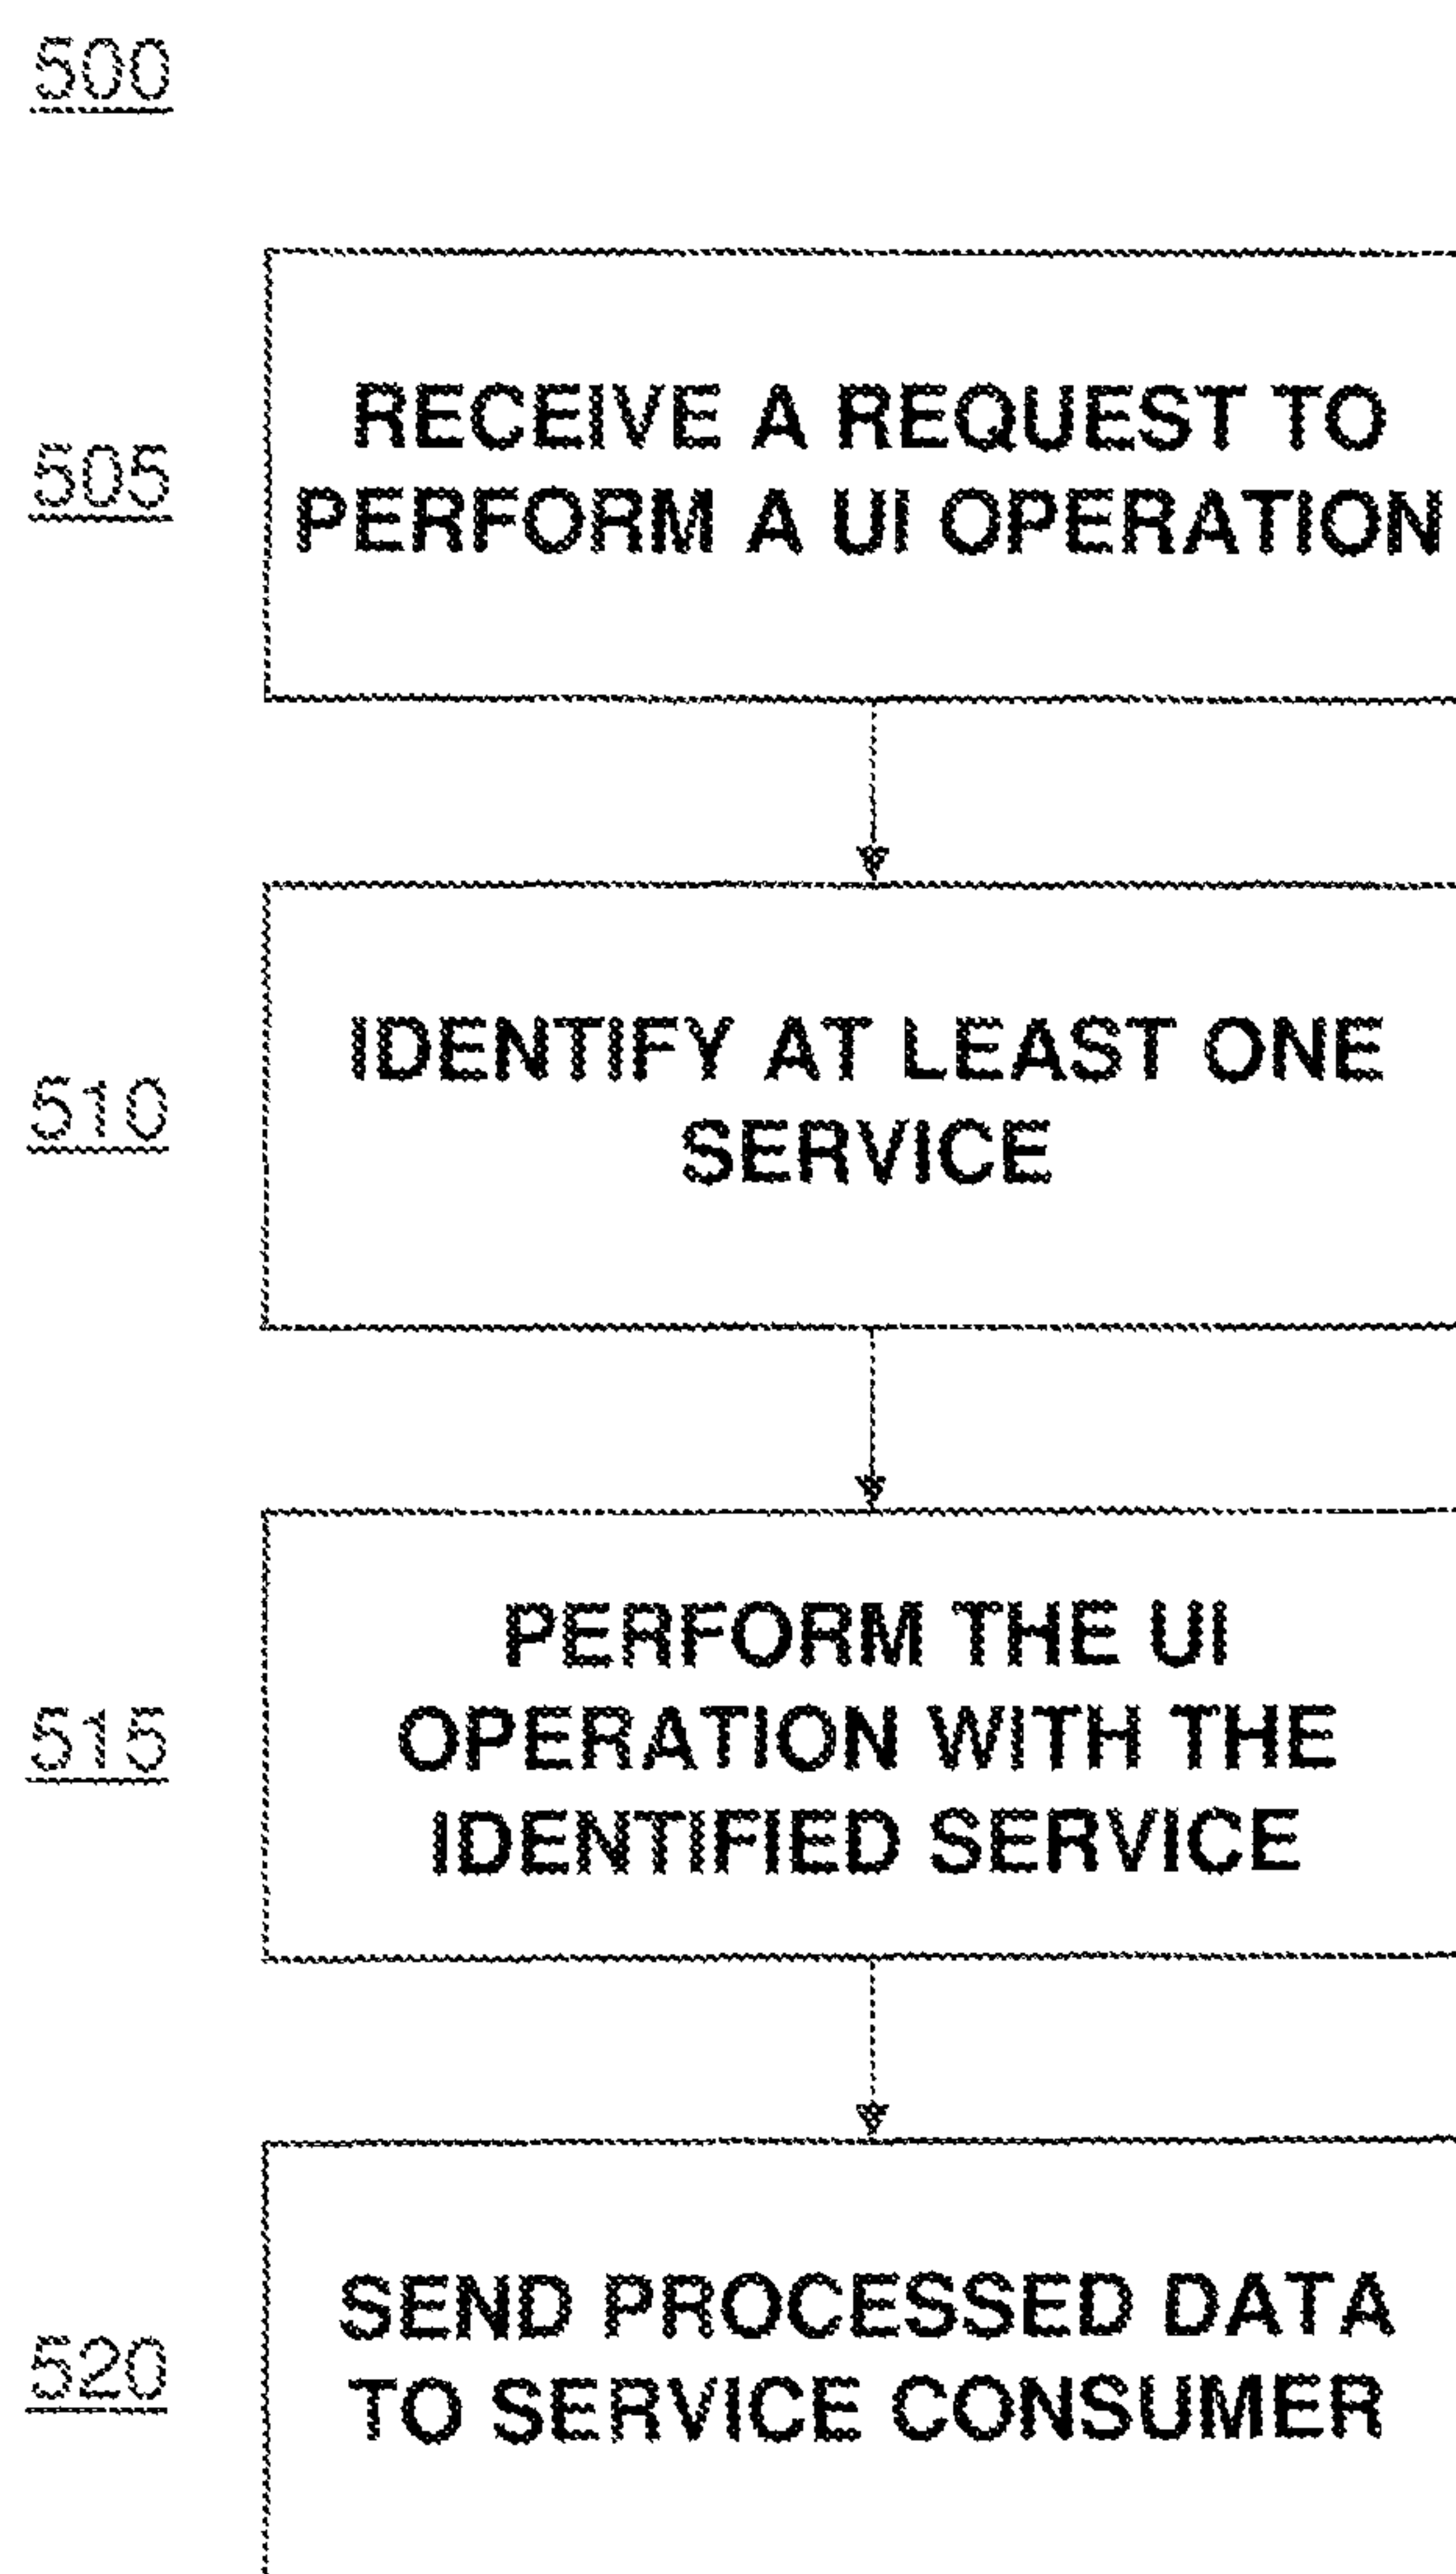 500
505
RECEIVE A REQUEST TO
PERFORM A UI OPERATION
510
IDENTIFY AT LEAST ONE
SERVICE
515
PERFORM THE UI
OPERATION WITH THE
IDENTIFIED SERVICE
520
SEND PROCESSED DATA
TO SERVICE CONSUMER